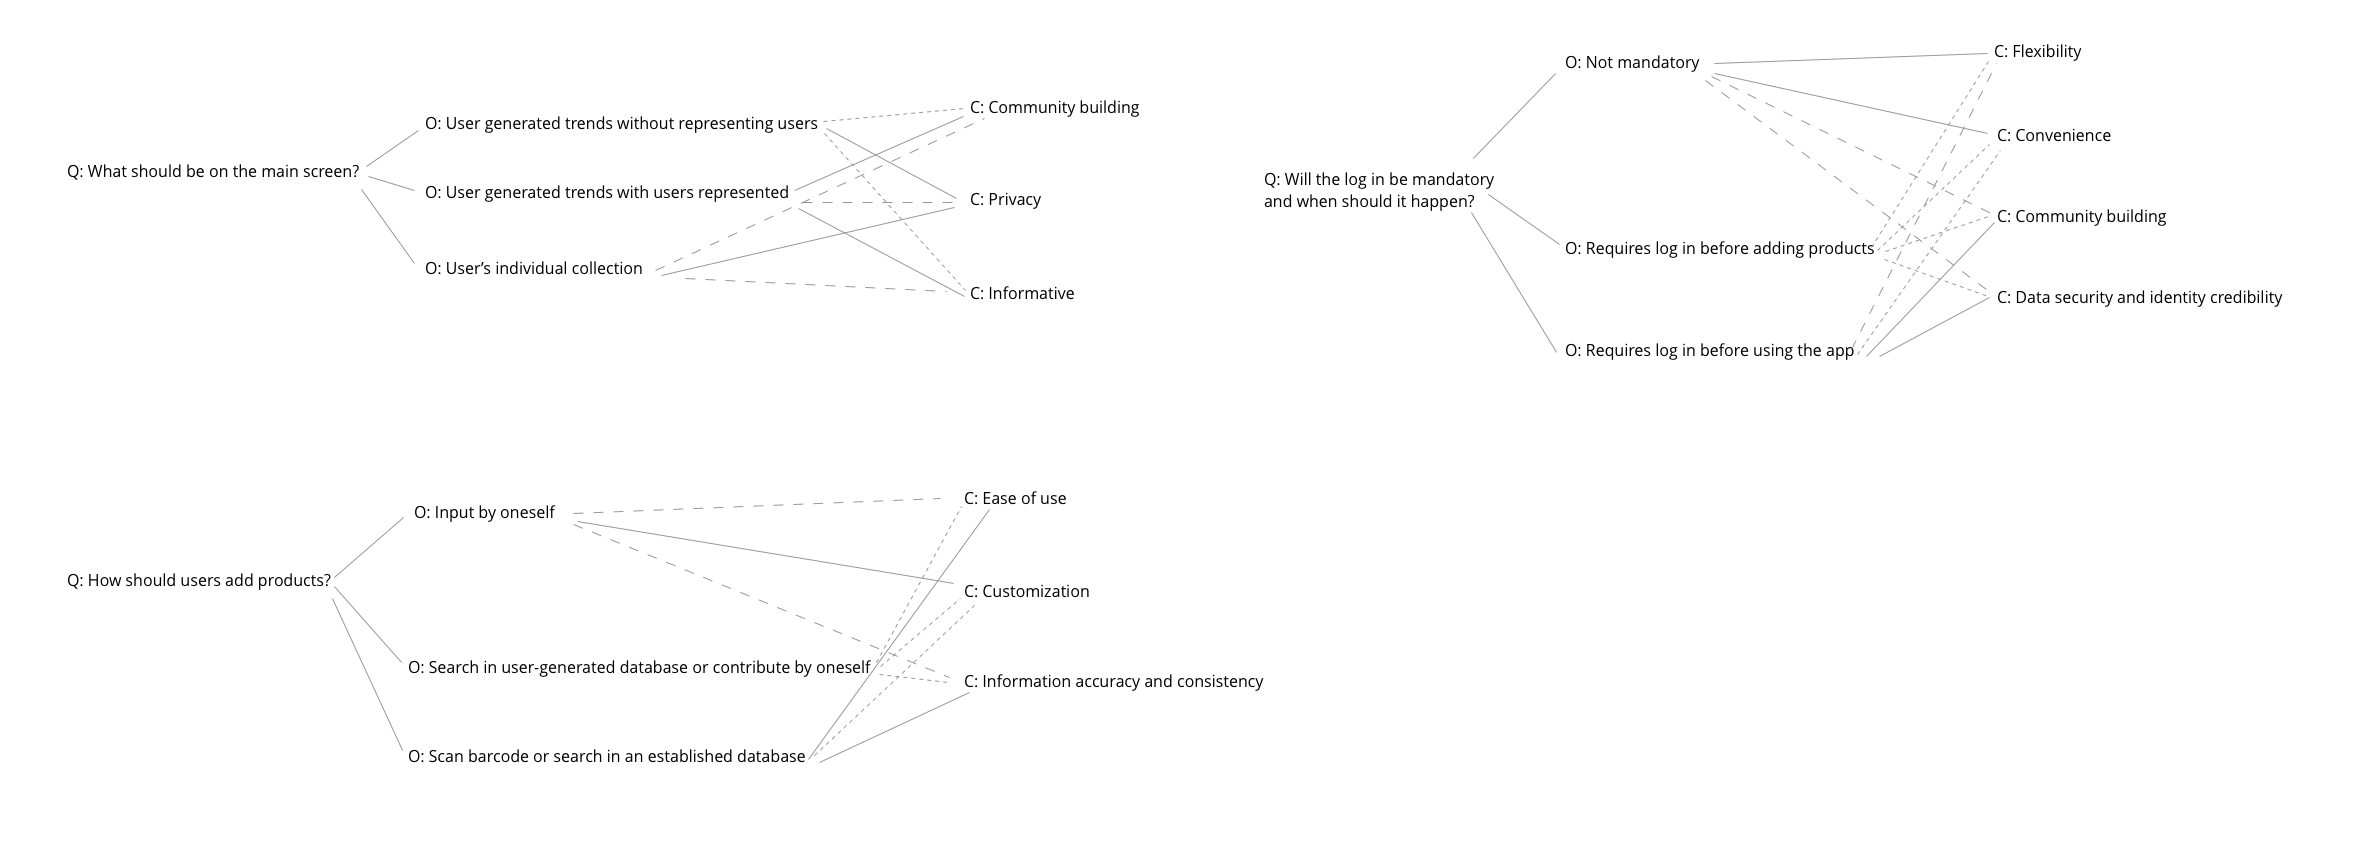 Q: What should be on the main screen?
O: User generated trends without representing users
O: User generated trends with users represented
O: User’s individual collection
C: Community building
C: Privacy
C: Informative
Q: Will the log in be mandatory
and when should it happen?
O: Not mandatory
O: Requires log in before adding products
O: Requires log in before using the app
C: Flexibility
C: Convenience
C: Community building
C: Data security and identity credibility
Q: How should users add products?
O: Input by oneself
O: Search in user-generated database or contribute by oneself
O: Scan barcode or search in an established database
C: Ease of use
C: Customization
C: Information accuracy and consistency